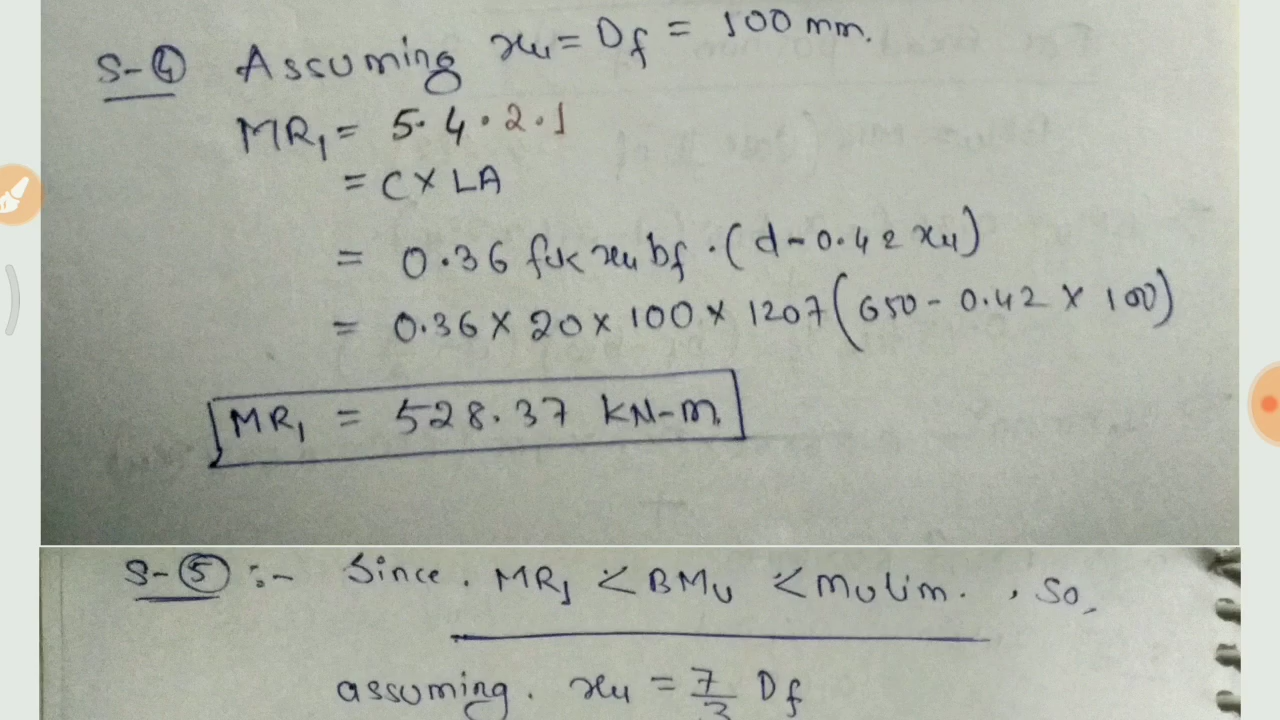 S-④ Assuming xu = Df = 100 mm.
MR₁ = 5.4.2.1
= C X LA
= 0.36 fck xu bf . (d - 0.42 xu)
= 0.36 X 20 X 100 X 1207 (650 - 0.42 X 100)
MR₁ = 528.37 KN-m.
S-⑤ :- Since. MR₁ < BMu < Mulim. , So,
assuming. xu = 7/3 Df